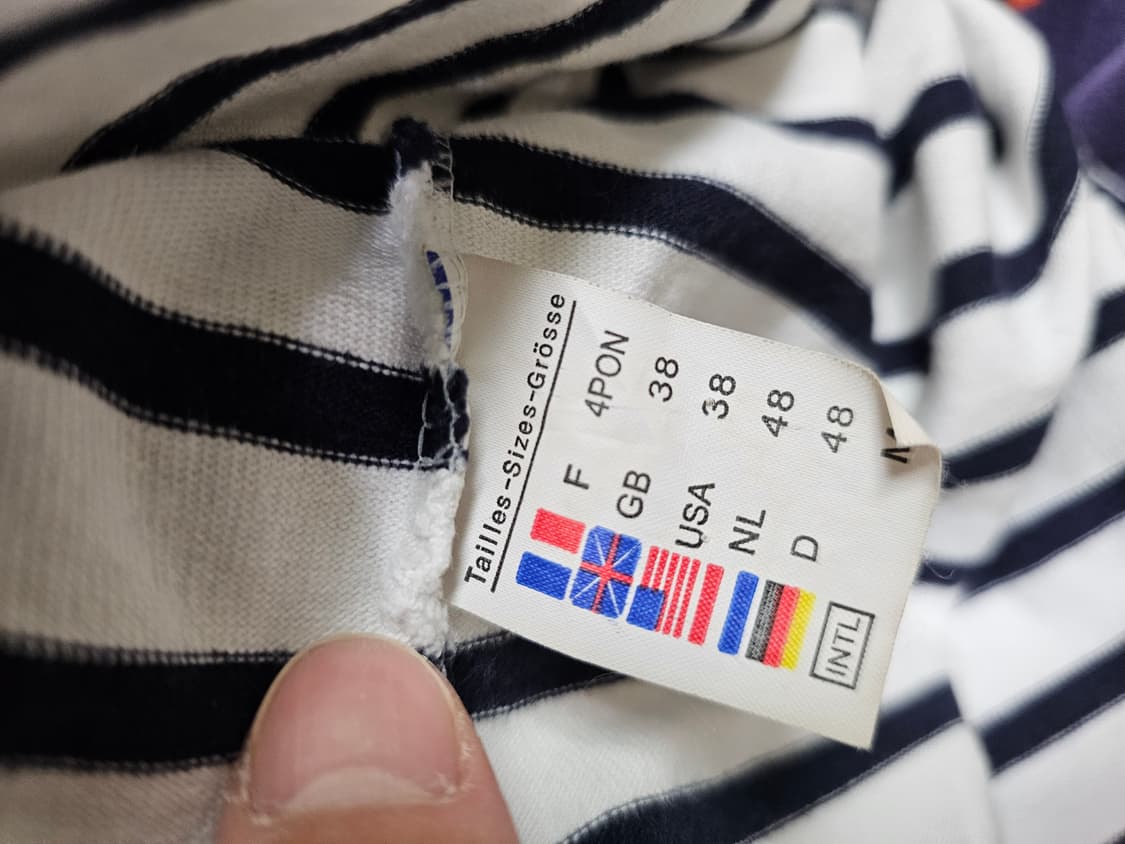 Tailles-Sizes-Grösse
F 4PON
GB 38
USA 38
NL 48
D 48
INTL M